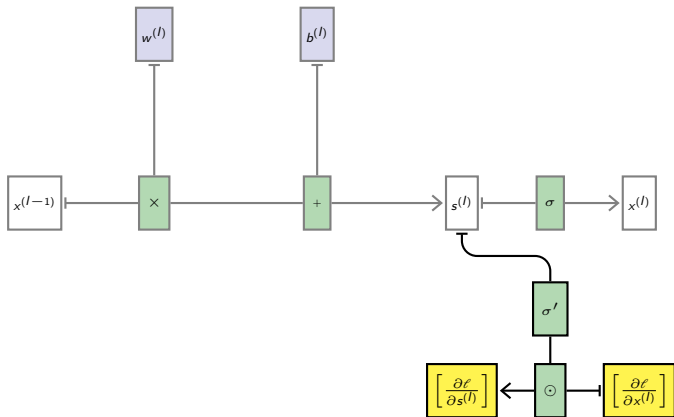 w^(l) b^(l)
x^(l−1) × + s^(l) σ x^(l)
σ′
[∂ℓ/∂s^(l)] ⊙ [∂ℓ/∂x^(l)]